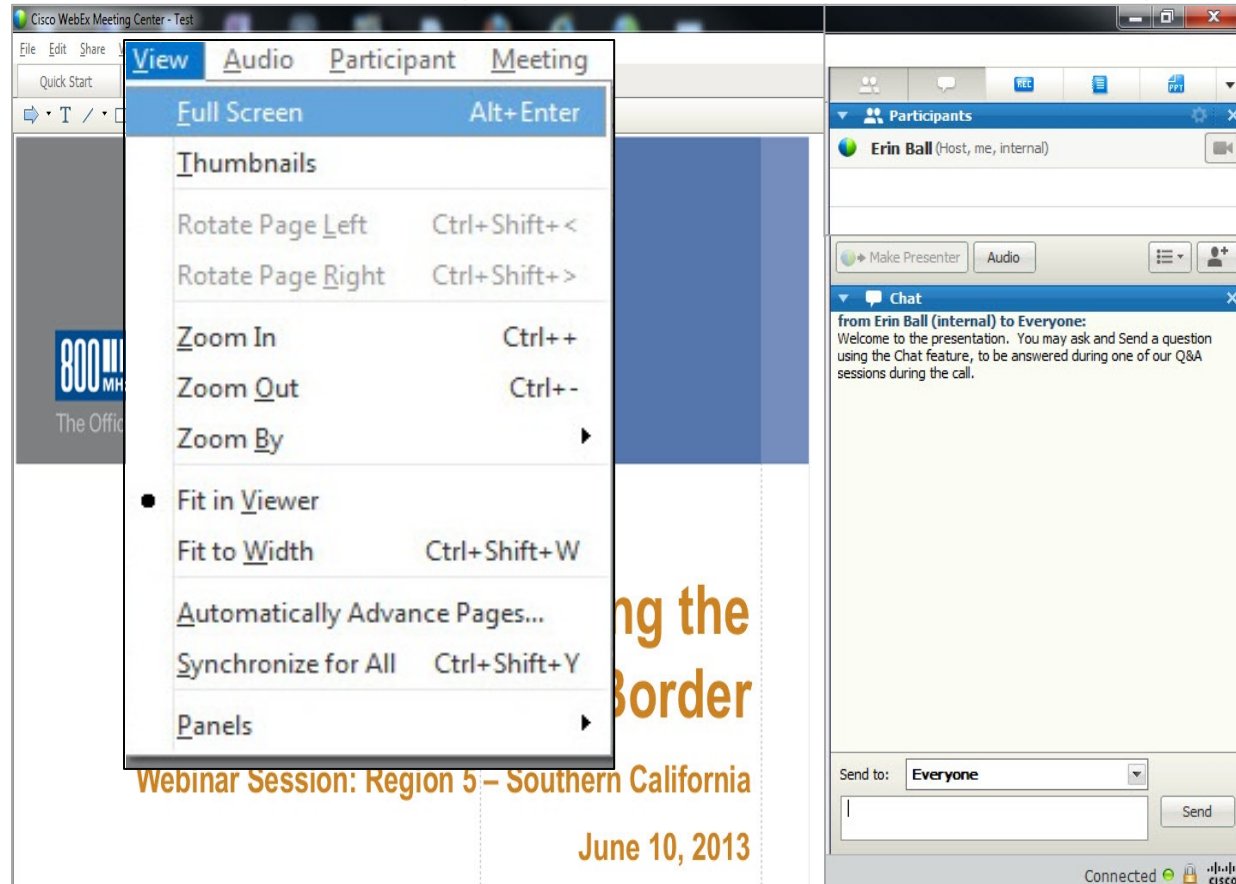 Cisco WebEx Meeting Center - Test
File Edit Share
View Audio Participant Meeting
Quick Start
T
Full Screen Alt+Enter
Thumbnails
Rotate Page Left Ctrl+Shift+<
Rotate Page Right Ctrl+Shift+>
Zoom In Ctrl++
Zoom Out Ctrl+-
Zoom By
Fit in Viewer
Fit to Width Ctrl+Shift+W
Automatically Advance Pages...
Synchronize for All Ctrl+Shift+Y
Panels
800
MH
The Offic
ng the
Border
Webinar Session: Region 5 – Southern California
June 10, 2013
REC
PPT
Participants
Erin Ball (Host, me, internal)
Make Presenter Audio
Chat
from Erin Ball (internal) to Everyone:
Welcome to the presentation. You may ask and Send a question
using the Chat feature, to be answered during one of our Q&A
sessions during the call.
Send to: Everyone
Send
Connected
cisco